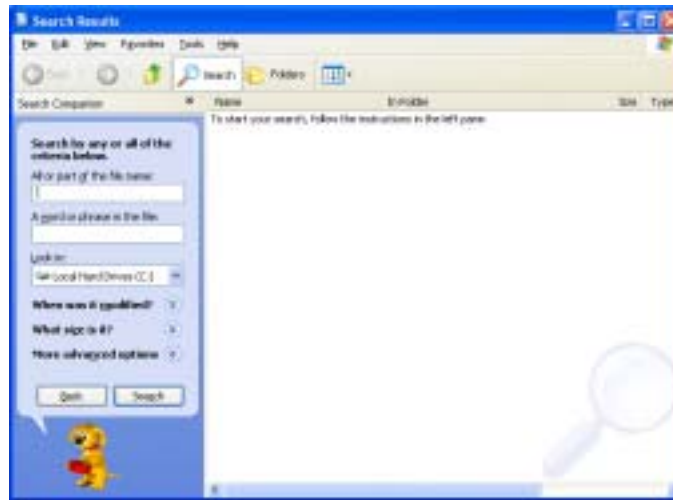 Search Results
File Edit View Favorites Tools Help
Back Search Folders
Search Companion Name In Folder Size Type
To start your search, follow the instructions in the left pane.
Search by any or all of the
criteria below.
All or part of the file name:
A word or phrase in the file:
Look in:
Local Hard Drives (C:)
When was it modified?
What size is it?
More advanced options
Back Search